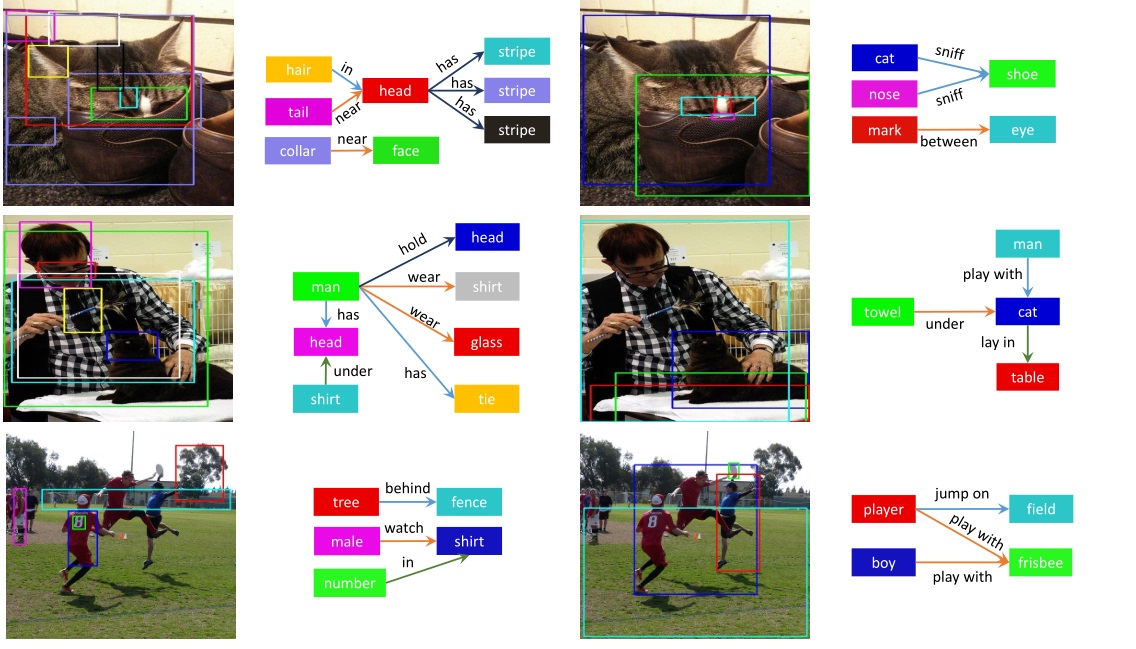 hair
in
tail
near
head
has
stripe
has
stripe
has
stripe
collar
near
face
cat
sniff
nose
sniff
shoe
mark
between
eye
man
hold
head
wear
shirt
wear
glass
has
tie
has
head
under
shirt
man
play with
towel
under
cat
lay in
table
8
tree
behind
fence
male
watch
shirt
number
in
8
player
jump on
field
play with
frisbee
boy
play with